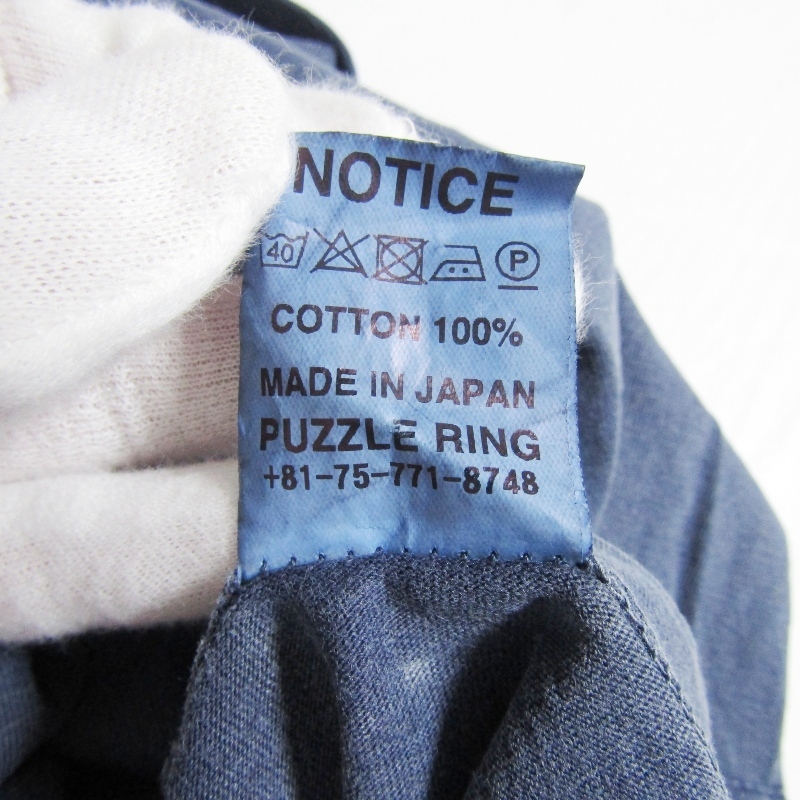 NOTICE
40 P
COTTON 100%
MADE IN JAPAN
PUZZLE RING
+81-75-771-8748